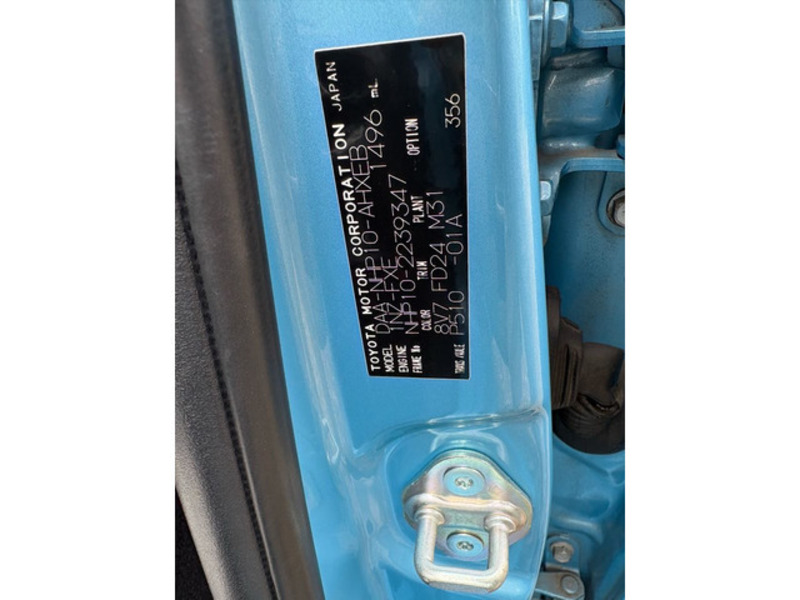 TOYOTA MOTOR CORPORATION JAPAN
MODEL DAA-NHP10-AHXEB
ENGINE 1NZ-FXE 1496 mL
FRAME No NHP10-2239347
COLOR TRIM PLANT OPTION
8V7 FD24 M31 356
TRANS/AXLE P510 -01A